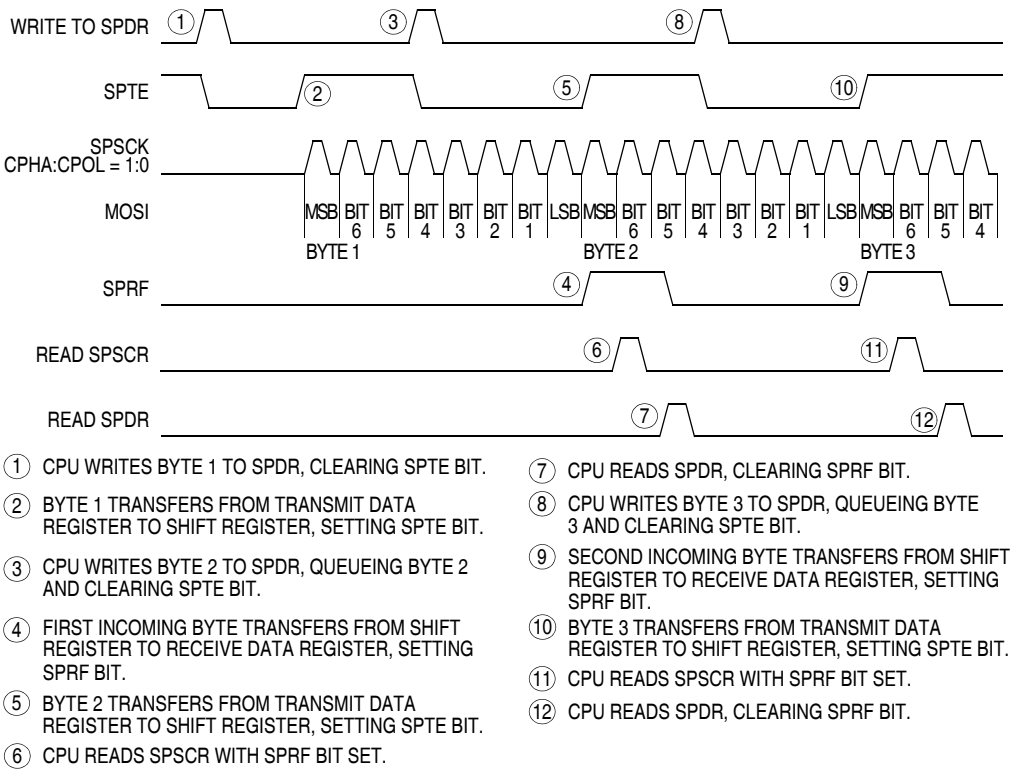 WRITE TO SPDR
1
3
8
SPTE
2
5
10
SPSCK
CPHA:CPOL = 1:0
MOSI
MSB BIT BIT BIT BIT BIT BIT LSB MSB BIT BIT BIT BIT BIT BIT LSB MSB BIT BIT BIT
6 5 4 3 2 1 6 5 4 3 2 1 6 5 4
BYTE 1 BYTE 2 BYTE 3
SPRF
4
9
READ SPSCR
6
11
READ SPDR
7
12
1 CPU WRITES BYTE 1 TO SPDR, CLEARING SPTE BIT.
2 BYTE 1 TRANSFERS FROM TRANSMIT DATA
REGISTER TO SHIFT REGISTER, SETTING SPTE BIT.
3 CPU WRITES BYTE 2 TO SPDR, QUEUEING BYTE 2
AND CLEARING SPTE BIT.
4 FIRST INCOMING BYTE TRANSFERS FROM SHIFT
REGISTER TO RECEIVE DATA REGISTER, SETTING
SPRF BIT.
5 BYTE 2 TRANSFERS FROM TRANSMIT DATA
REGISTER TO SHIFT REGISTER, SETTING SPTE BIT.
6 CPU READS SPSCR WITH SPRF BIT SET.
7 CPU READS SPDR, CLEARING SPRF BIT.
8 CPU WRITES BYTE 3 TO SPDR, QUEUEING BYTE
3 AND CLEARING SPTE BIT.
9 SECOND INCOMING BYTE TRANSFERS FROM SHIFT
REGISTER TO RECEIVE DATA REGISTER, SETTING
SPRF BIT.
10 BYTE 3 TRANSFERS FROM TRANSMIT DATA
REGISTER TO SHIFT REGISTER, SETTING SPTE BIT.
11 CPU READS SPSCR WITH SPRF BIT SET.
12 CPU READS SPDR, CLEARING SPRF BIT.